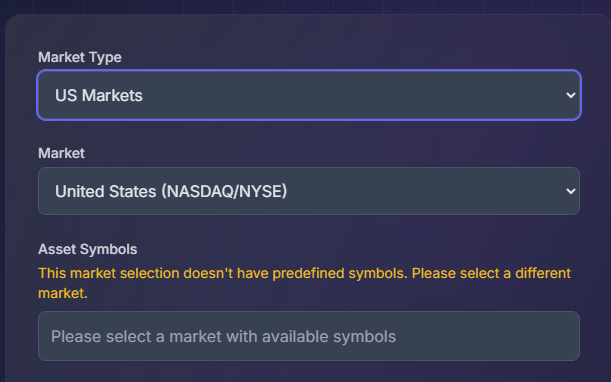 Market Type
US Markets
Market
United States (NASDAQ/NYSE)
Asset Symbols
This market selection doesn't have predefined symbols. Please select a different
market.
Please select a market with available symbols